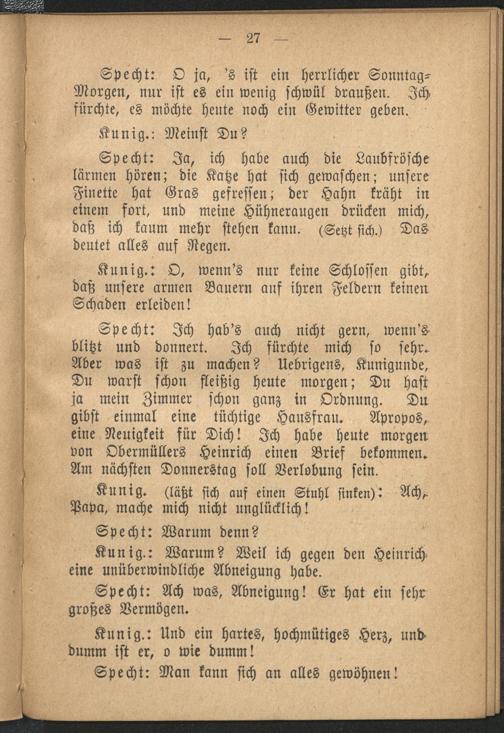 — 27 —
Specht: O ja, 's ist ein herrlicher Sonntag-
Morgen, nur ist es ein wenig schwül draußen. Ich
fürchte, es möchte heute noch ein Gewitter geben.
Kunig.: Meinst Du?
Specht: Ja, ich habe auch die Laubfrösche
lärmen hören; die Katze hat sich gewaschen; unsere
Finette hat Gras gefressen; der Hahn kräht in
einem fort, und meine Hühneraugen drücken mich,
daß ich kaum mehr stehen kann. (Setzt sich.) Das
deutet alles auf Regen.
Kunig.: O, wenn's nur keine Schlossen gibt,
daß unsere armen Bauern auf ihren Feldern keinen
Schaden erleiden!
Specht: Ich hab's auch nicht gern, wenn's
blitzt und donnert. Ich fürchte mich so sehr.
Aber was ist zu machen? Uebrigens, Kunigunde,
Du warst schon fleißig heute morgen; Du hast
ja mein Zimmer schon ganz in Ordnung. Du
gibst einmal eine tüchtige Hausfrau. Apropos,
eine Neuigkeit für Dich! Ich habe heute morgen
von Obermüllers Heinrich einen Brief bekommen.
Am nächsten Donnerstag soll Verlobung sein.
Kunig. (läßt sich auf einen Stuhl sinken): Ach,
Papa, mache mich nicht unglücklich!
Specht: Warum denn?
Kunig.: Warum? Weil ich gegen den Heinrich
eine unüberwindliche Abneigung habe.
Specht: Ach was, Abneigung! Er hat ein sehr
großes Vermögen.
Kunig.: Und ein hartes, hochmütiges Herz, und
dumm ist er, o wie dumm!
Specht: Man kann sich an alles gewöhnen!